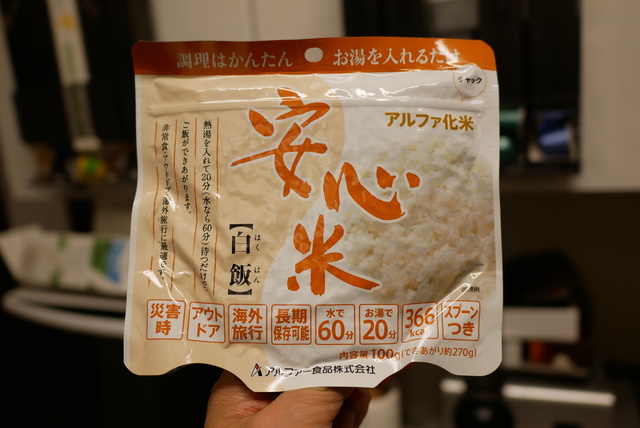 調理はかんたん お湯を入れるだけ
チャック
アルファ化米
安心米
熱湯を入れて20分(水なら60分)待つだけで、
ご飯ができあがります。
非常食・アウトドア・海外旅行に最適です。
【白飯】
はく はん
災害時
アウトドア
海外旅行
長期保存可能
水で60分
お湯で20分
366kcal
スプーンつき
内容量100g(できあがり約270g)
アルファー食品株式会社